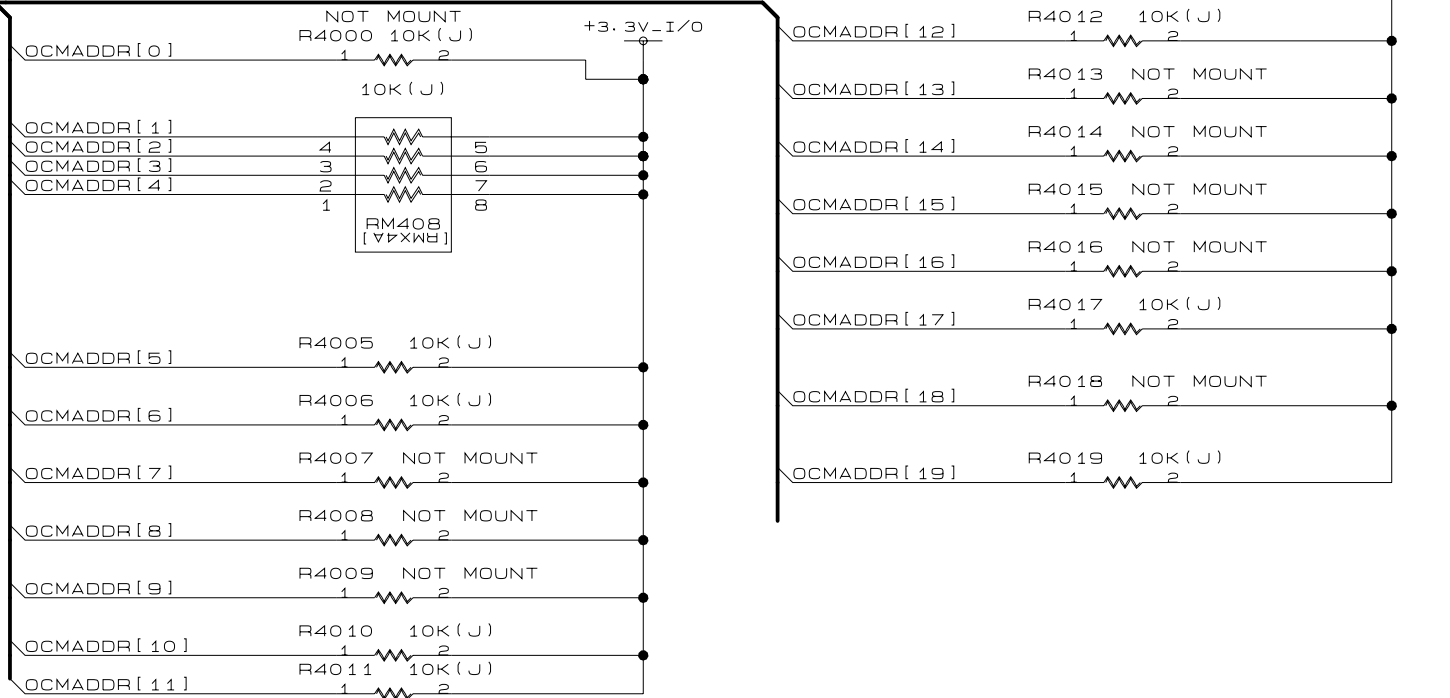 NOT MOUNT
R4000 10K(J)
+3.3V_I/O
OCMADDR[0]
1 2
10K(J)
OCMADDR[1]
OCMADDR[2] 4 5
OCMADDR[3] 3 6
OCMADDR[4] 2 7
1 8
RM408
[RMX4A]
R4005 10K(J)
OCMADDR[5] 1 2
R4006 10K(J)
OCMADDR[6] 1 2
R4007 NOT MOUNT
OCMADDR[7] 1 2
R4008 NOT MOUNT
OCMADDR[8] 1 2
R4009 NOT MOUNT
OCMADDR[9] 1 2
R4010 10K(J)
OCMADDR[10] 1 2
R4011 10K(J)
OCMADDR[11] 1 2
R4012 10K(J)
OCMADDR[12] 1 2
R4013 NOT MOUNT
OCMADDR[13] 1 2
R4014 NOT MOUNT
OCMADDR[14] 1 2
R4015 NOT MOUNT
OCMADDR[15] 1 2
R4016 NOT MOUNT
OCMADDR[16] 1 2
R4017 10K(J)
OCMADDR[17] 1 2
R4018 NOT MOUNT
OCMADDR[18] 1 2
R4019 10K(J)
OCMADDR[19] 1 2